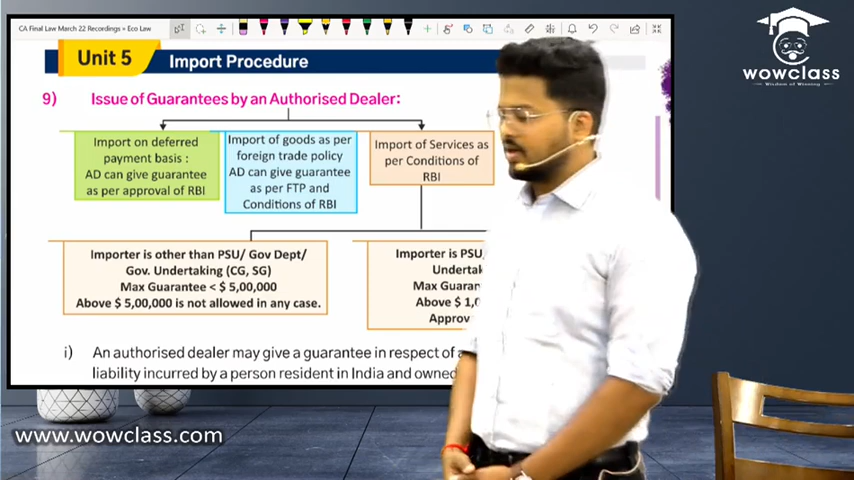 CA Final Law March 22 Recordings » Eco Law
Unit 5
Import Procedure
wowclass
Wisdom of Winning
9) Issue of Guarantees by an Authorised Dealer:
Import on deferred
payment basis :
AD can give guarantee
as per approval of RBI
Import of goods as per
foreign trade policy
AD can give guarantee
as per FTP and
Conditions of RBI
Import of Services as
per Conditions of
RBI
Importer is other than PSU/ Gov Dept/
Gov. Undertaking (CG, SG)
Max Guarantee < $ 5,00,000
Above $ 5,00,000 is not allowed in any case.
Importer is PSU/
Max
Above $
i) An authorised dealer may give a guarantee in respect of
liability incurred by a person resident in India and owned
www.wowclass.com